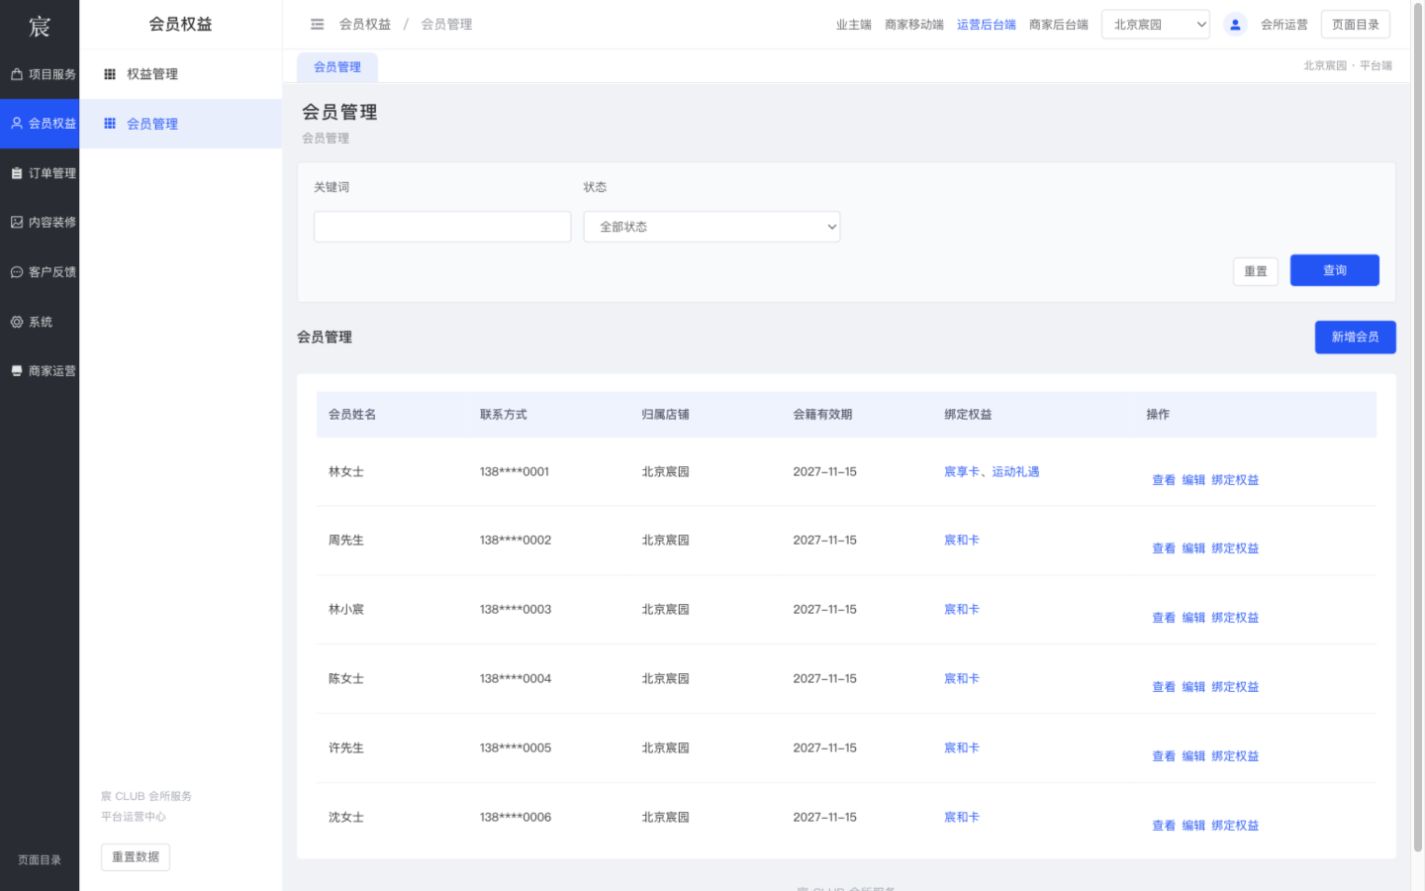 宸
项目服务
会员权益
订单管理
内容装修
客户反馈
系统
商家运营
页面目录
会员权益
权益管理
会员管理
宸 CLUB 会所服务
平台运营中心
重置数据
会员权益 / 会员管理
业主端 商家移动端 运营后台端 商家后台端 北京宸园 会所运营 页面目录
会员管理
北京宸园 · 平台端
会员管理
会员管理
关键词 状态
全部状态
重置 查询
会员管理 新增会员
会员姓名 联系方式 归属店铺 会籍有效期 绑定权益 操作
林女士 138****0001 北京宸园 2027-11-15 宸享卡、运动礼遇 查看 编辑 绑定权益
周先生 138****0002 北京宸园 2027-11-15 宸和卡 查看 编辑 绑定权益
林小宸 138****0003 北京宸园 2027-11-15 宸和卡 查看 编辑 绑定权益
陈女士 138****0004 北京宸园 2027-11-15 宸和卡 查看 编辑 绑定权益
许先生 138****0005 北京宸园 2027-11-15 宸和卡 查看 编辑 绑定权益
沈女士 138****0006 北京宸园 2027-11-15 宸和卡 查看 编辑 绑定权益
宸 CLUB 会所服务